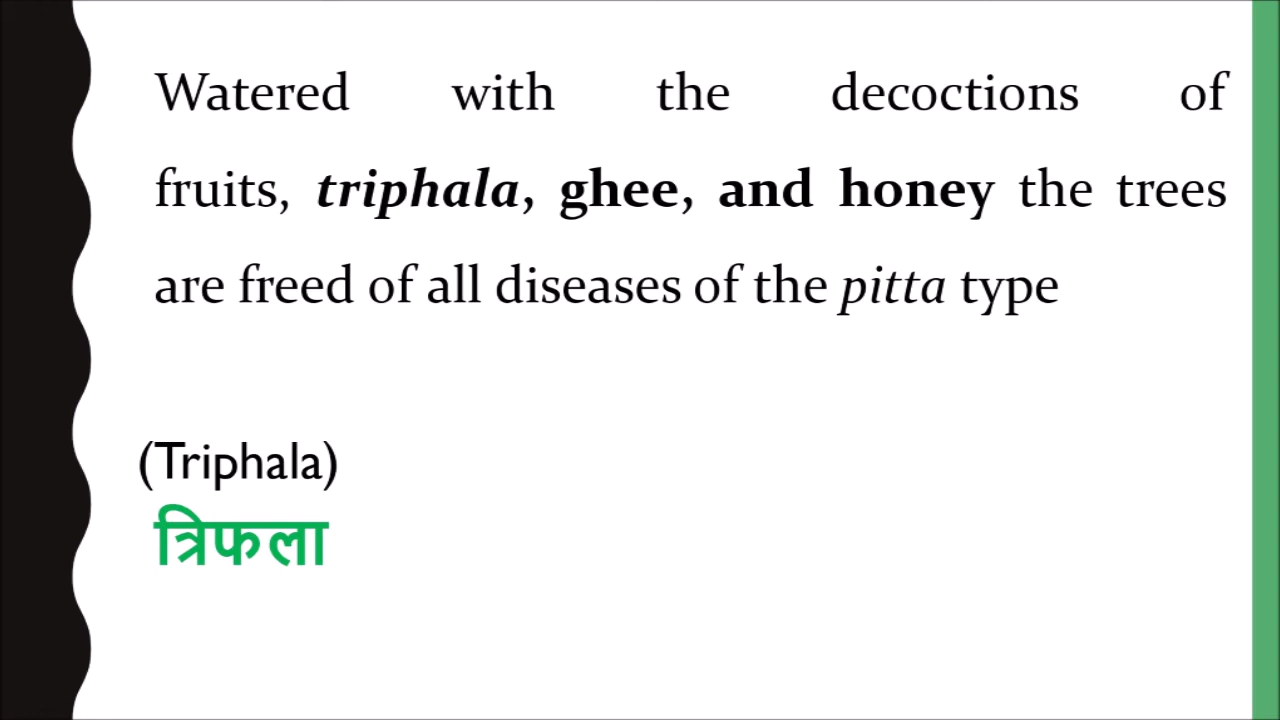 Watered with the decoctions of
fruits, triphala, ghee, and honey the trees
are freed of all diseases of the pitta type
(Triphala)
त्रिफला